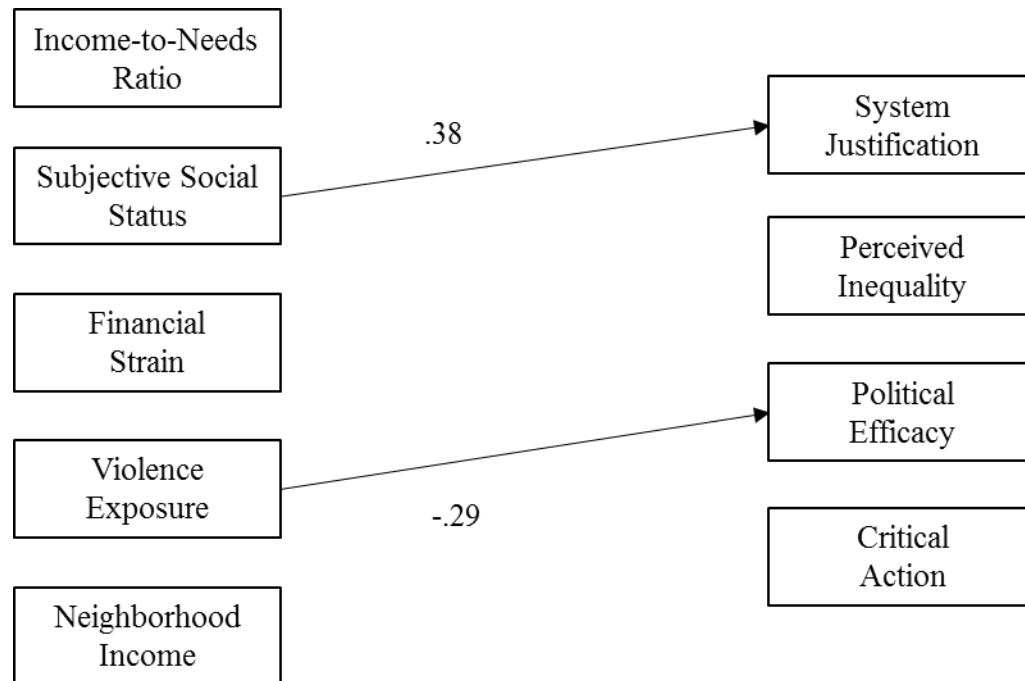 Income-to-Needs
Ratio
Subjective Social
Status
Financial
Strain
Violence
Exposure
Neighborhood
Income
.38
-.29
System
Justification
Perceived
Inequality
Political
Efficacy
Critical
Action